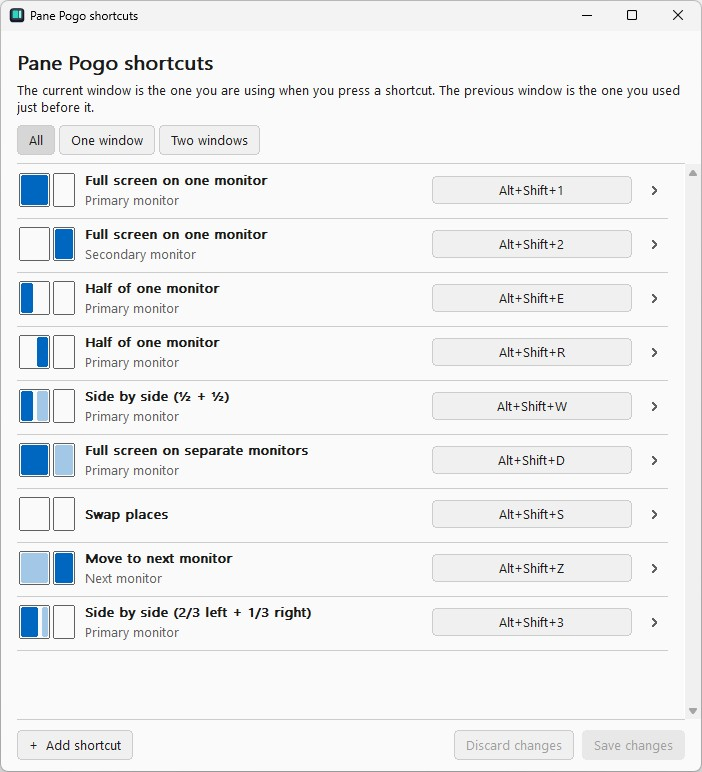 Pane Pogo shortcuts
Pane Pogo shortcuts
The current window is the one you are using when you press a shortcut. The previous window is the one you used
just before it.
All
One window
Two windows
Full screen on one monitor
Primary monitor
Alt+Shift+1
Full screen on one monitor
Secondary monitor
Alt+Shift+2
Half of one monitor
Primary monitor
Alt+Shift+E
Half of one monitor
Primary monitor
Alt+Shift+R
Side by side (½ + ½)
Primary monitor
Alt+Shift+W
Full screen on separate monitors
Primary monitor
Alt+Shift+D
Swap places
Alt+Shift+S
Move to next monitor
Next monitor
Alt+Shift+Z
Side by side (2/3 left + 1/3 right)
Primary monitor
Alt+Shift+3
+ Add shortcut
Discard changes
Save changes